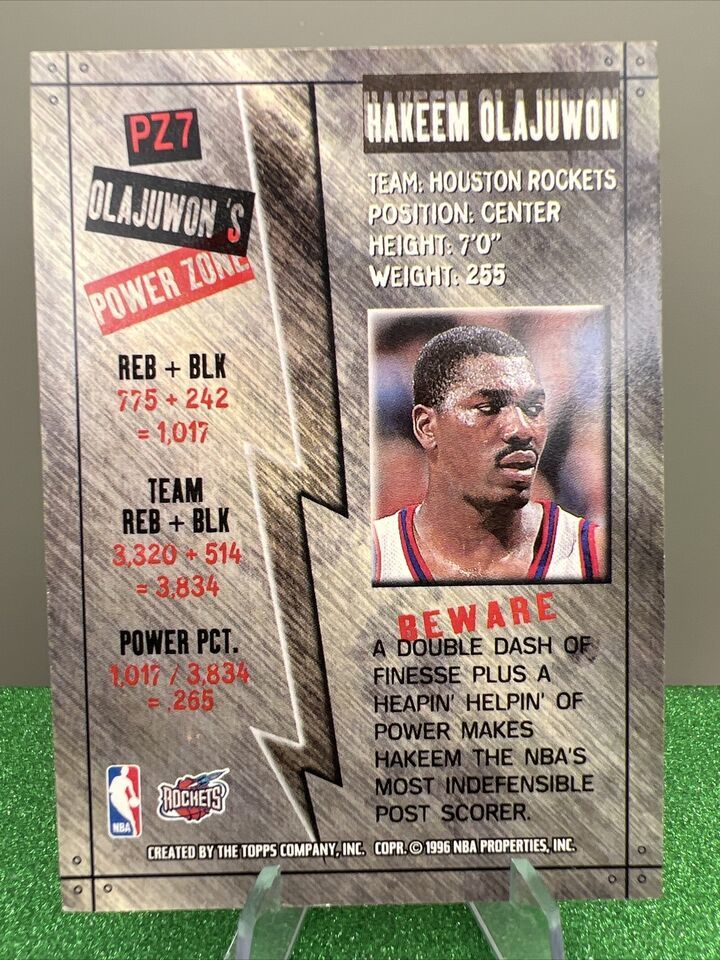 PZ7
OLAJUWON'S
POWER ZONE
REB + BLK
775 + 242
= 1,017
TEAM
REB + BLK
3,320 + 514
= 3,834
POWER PCT.
1,017 / 3,834
= .265
NBA
ROCKETS
HAKEEM OLAJUWON
TEAM: HOUSTON ROCKETS
POSITION: CENTER
HEIGHT: 7'0"
WEIGHT: 255
BEWARE
A DOUBLE DASH OF
FINESSE PLUS A
HEAPIN' HELPIN' OF
POWER MAKES
HAKEEM THE NBA'S
MOST INDEFENSIBLE
POST SCORER.
CREATED BY THE TOPPS COMPANY, INC. COPR. © 1996 NBA PROPERTIES, INC.